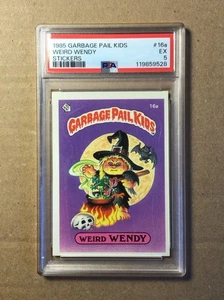 1985 GARBAGE PAIL KIDS #16a
WEIRD WENDY EX
STICKERS 5
PSA 119859528
16a
GARBAGE PAIL KIDS
WEIRD WENDY